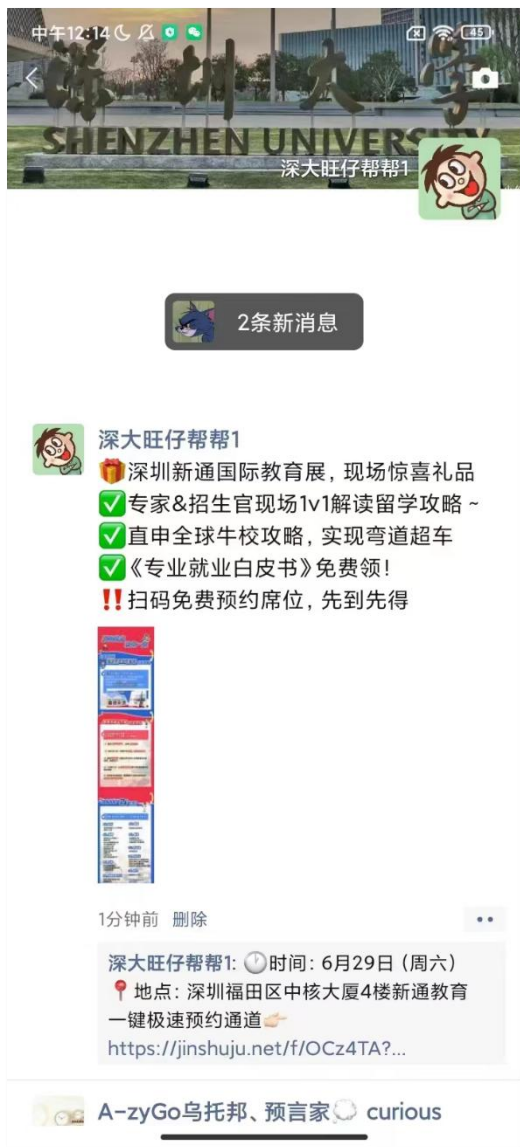 中午12:14
45
深圳大学
SHENZHEN UNIVERSITY
深大旺仔帮帮1
2条新消息
深大旺仔帮帮1
🎁深圳新通国际教育展，现场惊喜礼品
✅专家&招生官现场1v1解读留学攻略~
✅直申全球牛校攻略，实现弯道超车
✅《专业就业白皮书》免费领！
‼️扫码免费预约席位，先到先得
1分钟前 删除
深大旺仔帮帮1: 🕐时间：6月29日（周六）
📍地点：深圳福田区中核大厦4楼新通教育
一键极速预约通道👉🏻
https://jinshuju.net/f/OCz4TA?...
A-zyGo乌托邦、预言家💭 curious